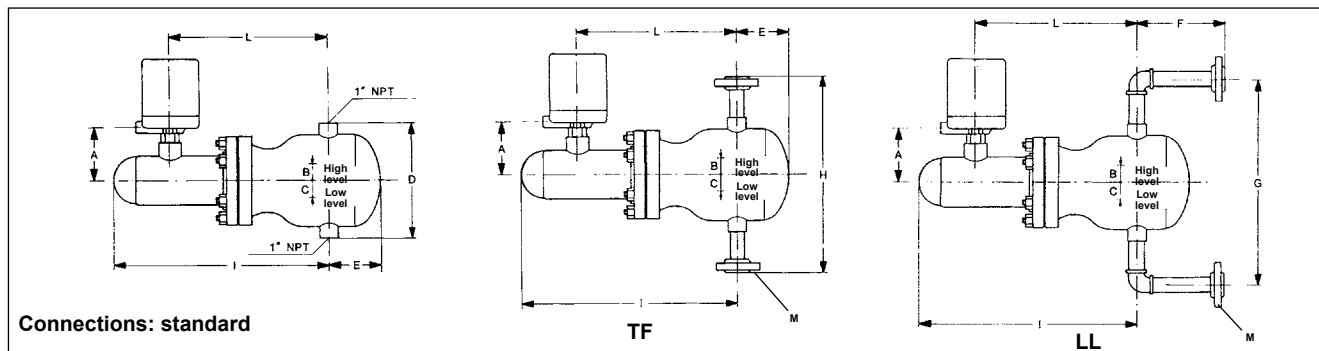 L
1" NPT
A
B
High
level
C
Low
level
D
1" NPT
I
E
Connections: standard
L
E
A
B
High
level
C
Low
level
H
I
M
TF
L
F
A
B
High
level
C
Low
level
G
I
M
LL